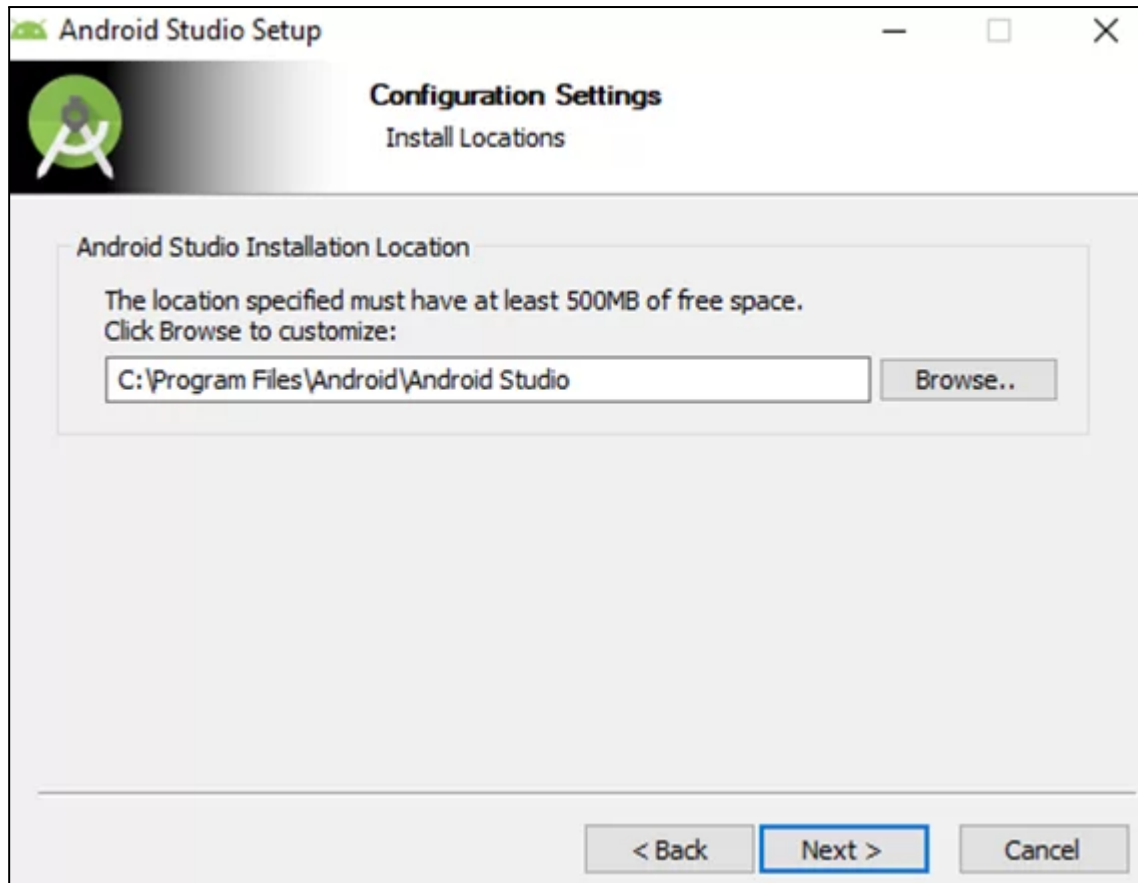 Android Studio Setup
Configuration Settings
Install Locations
Android Studio Installation Location
The location specified must have at least 500MB of free space.
Click Browse to customize:
C:\Program Files\Android\Android Studio
Browse..
< Back
Next >
Cancel